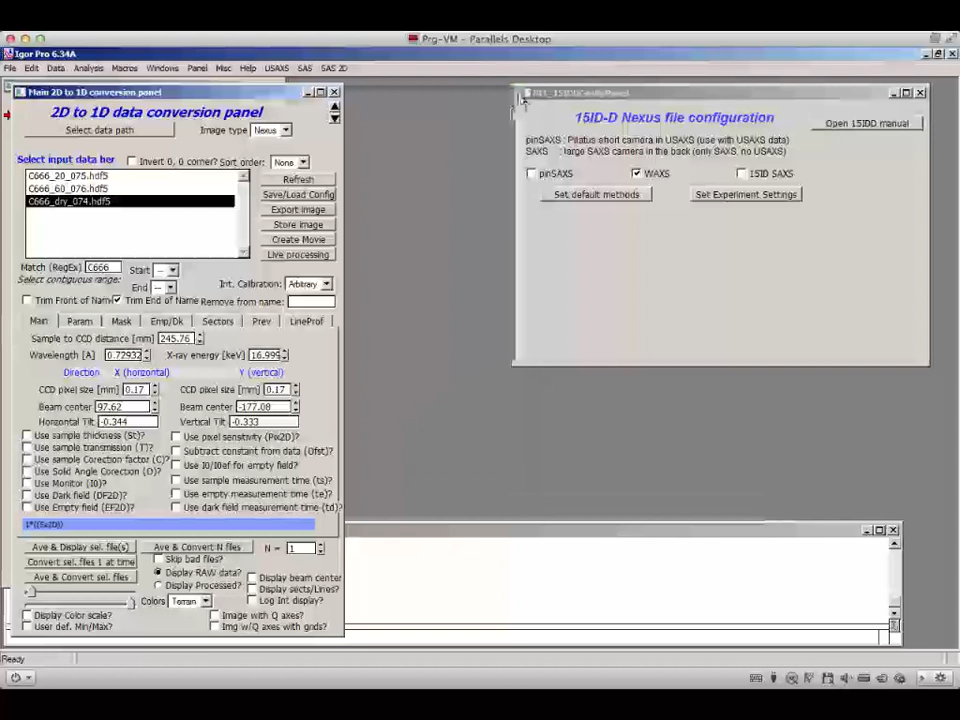 Prg-VM - Parallels Desktop
Igor Pro 6.34A
File Edit Data Analysis Macros Windows Panel Misc Help USAXS SAS SAS 2D
Main 2D to 1D conversion panel
2D to 1D data conversion panel
Select data path
Image type Nexus
Select input data her
Invert 0, 0 corner? Sort order: None
C666_20_075.hdf5
C666_60_076.hdf5
C666_dry_074.hdf5
Refresh
Save/Load Config
Export image
Store image
Create Movie
Live processing
Match (RegEx) C666
Start ---
Select contiguous range:
End ---
Int. Calibration: Arbitrary
Trim Front of Nam
Trim End of Name
Remove from name:
Main Param Mask Emp/Dk Sectors Prev LineProf
Sample to CCD distance [mm] 245.76
Wavelength [A] 0.72932 X-ray energy [keV] 16.999
Direction X (horizontal) Y (vertical)
CCD pixel size [mm] 0.17 CCD pixel size [mm] 0.17
Beam center 97.62 Beam center -177.08
Horizontal Tilt -0.344 Vertical Tilt -0.333
Use sample thickness (St)?
Use sample transmission (T)?
Use sample Corection factor (C)?
Use Solid Angle Corection (O)?
Use Monitor (I0)?
Use Dark field (DF2D)?
Use Empty field (EF2D)?
Use pixel sensitivity (Pix2D)?
Subtract constant from data (Ofst)?
Use I0/I0ef for empty field?
Use sample measurement time (ts)?
Use empty measurement time (te)?
Use dark field measurement time (td)?
1*((Sa2D))
Ave & Display sel. file(s)
Ave & Convert N files
N = 1
Convert sel. files 1 at time
Ave & Convert sel. files
Skip bad files?
Display RAW data?
Display Processed?
Colors Terrain
Display beam center
Display sects/Lines?
Log Int display?
Display Color scale?
User def. Min/Max?
Image with Q axes?
Img w/Q axes with grids?
15ID-D Nexus file configuration
Open 15IDD manual
pinSAXS : Pilatus short camera in USAXS (use with USAXS data)
SAXS : large SAXS camera in the back (only SAXS, no USAXS)
pinSAXS WAXS 15ID SAXS
Set default methods
Set Experiment Settings
Ready